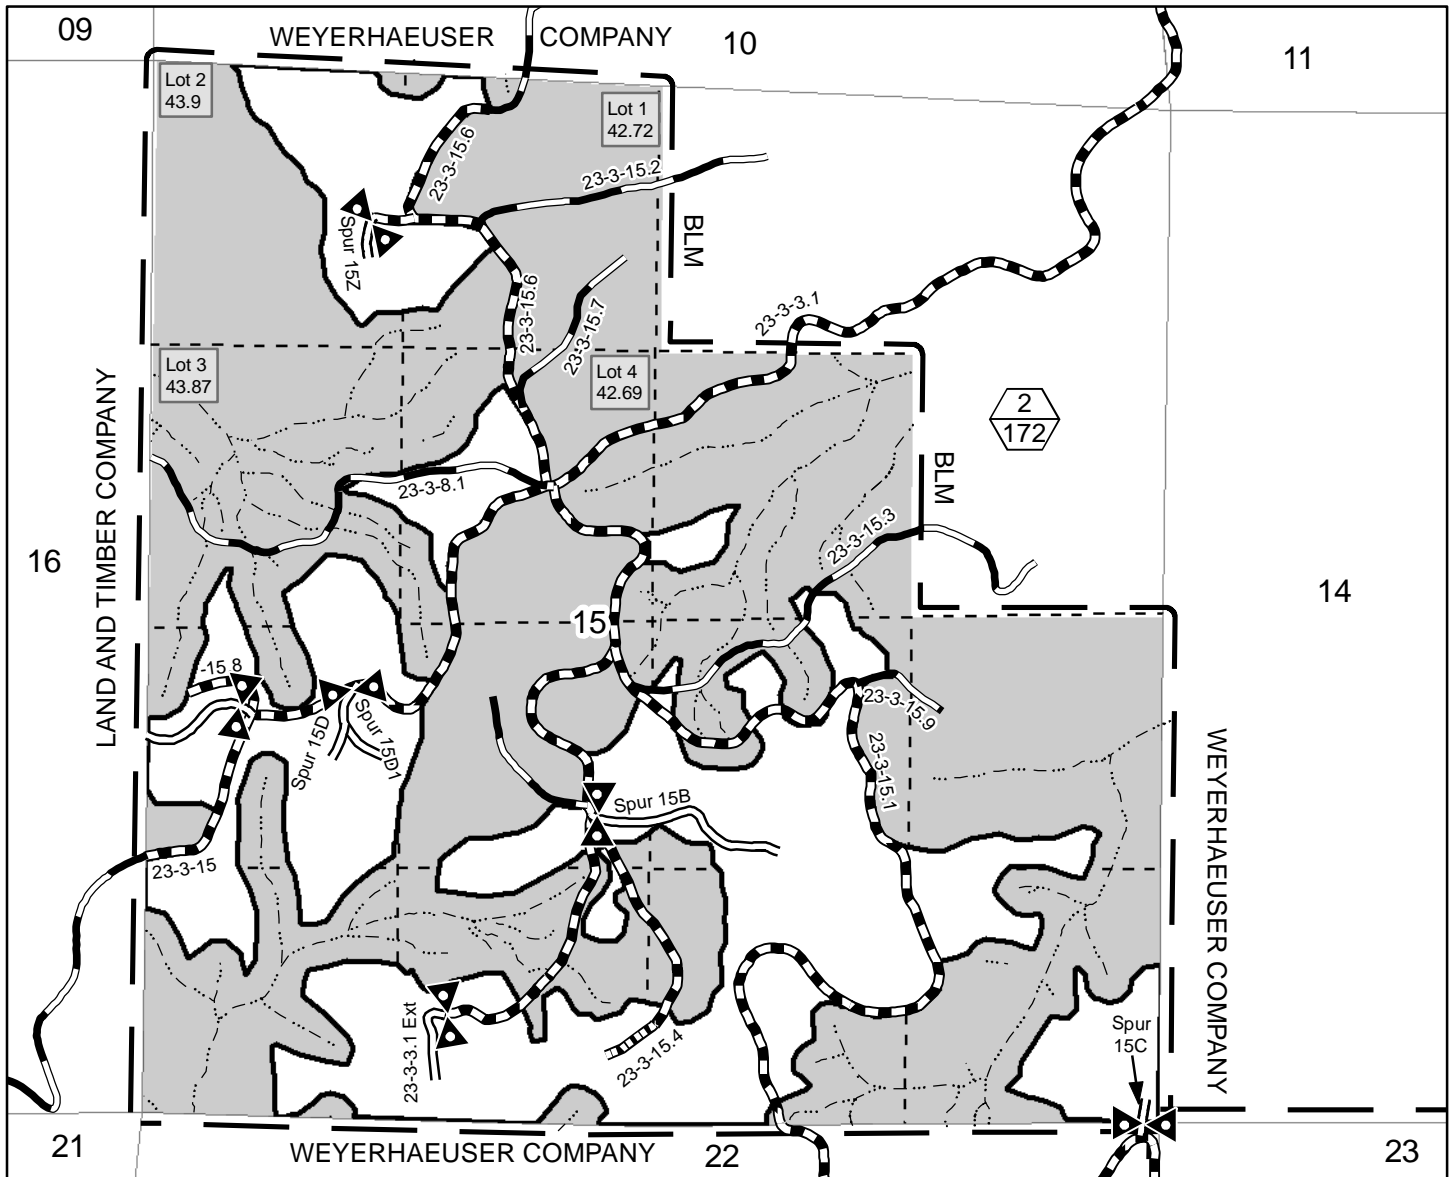 09
WEYERHAEUSER COMPANY
10
11
Lot 2
43.9
Lot 1
42.72
23-3-15.6
23-3-15.2
Spur 15Z
BLM
23-3-15.6
23-3-15.7
23-3-3.1
Lot 3
43.87
Lot 4
42.69
2
172
LAND AND TIMBER COMPANY
23-3-8.1
BLM
23-3-15.3
16
15
14
-15 8
Spur 15D
Spur 15D1
23-3-15.9
23-3-15.1
Spur 15B
WEYERHAEUSER COMPANY
23-3-15
23-3-3.1 Ext
23-3-15.4
Spur
15C
21
WEYERHAEUSER COMPANY
22
23